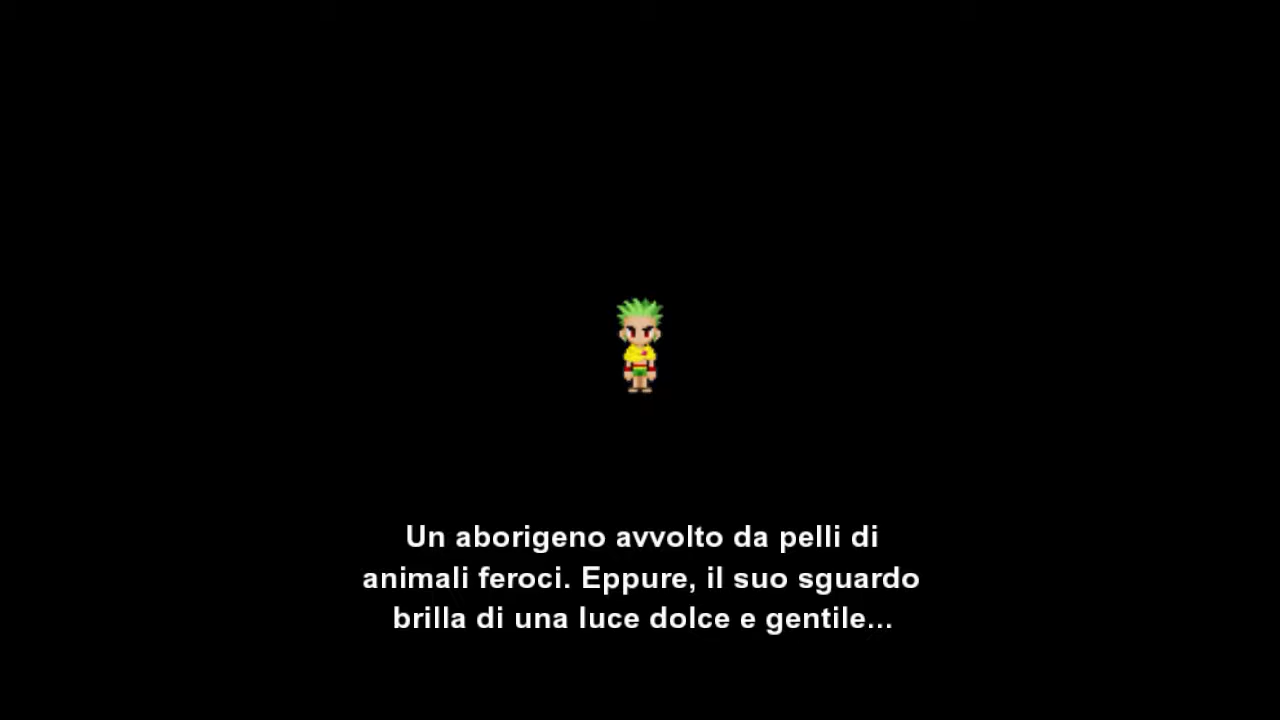 Un aborigeno avvolto da pelli di
animali feroci. Eppure, il suo sguardo
brilla di una luce dolce e gentile...